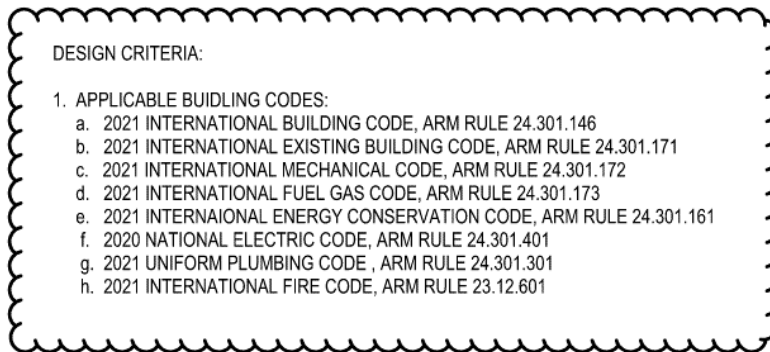 DESIGN CRITERIA:
1. APPLICABLE BUIDLING CODES:
a. 2021 INTERNATIONAL BUILDING CODE, ARM RULE 24.301.146
b. 2021 INTERNATIONAL EXISTING BUILDING CODE, ARM RULE 24.301.171
c. 2021 INTERNATIONAL MECHANICAL CODE, ARM RULE 24.301.172
d. 2021 INTERNATIONAL FUEL GAS CODE, ARM RULE 24.301.173
e. 2021 INTERNAIONAL ENERGY CONSERVATION CODE, ARM RULE 24.301.161
f. 2020 NATIONAL ELECTRIC CODE, ARM RULE 24.301.401
g. 2021 UNIFORM PLUMBING CODE , ARM RULE 24.301.301
h. 2021 INTERNATIONAL FIRE CODE, ARM RULE 23.12.601